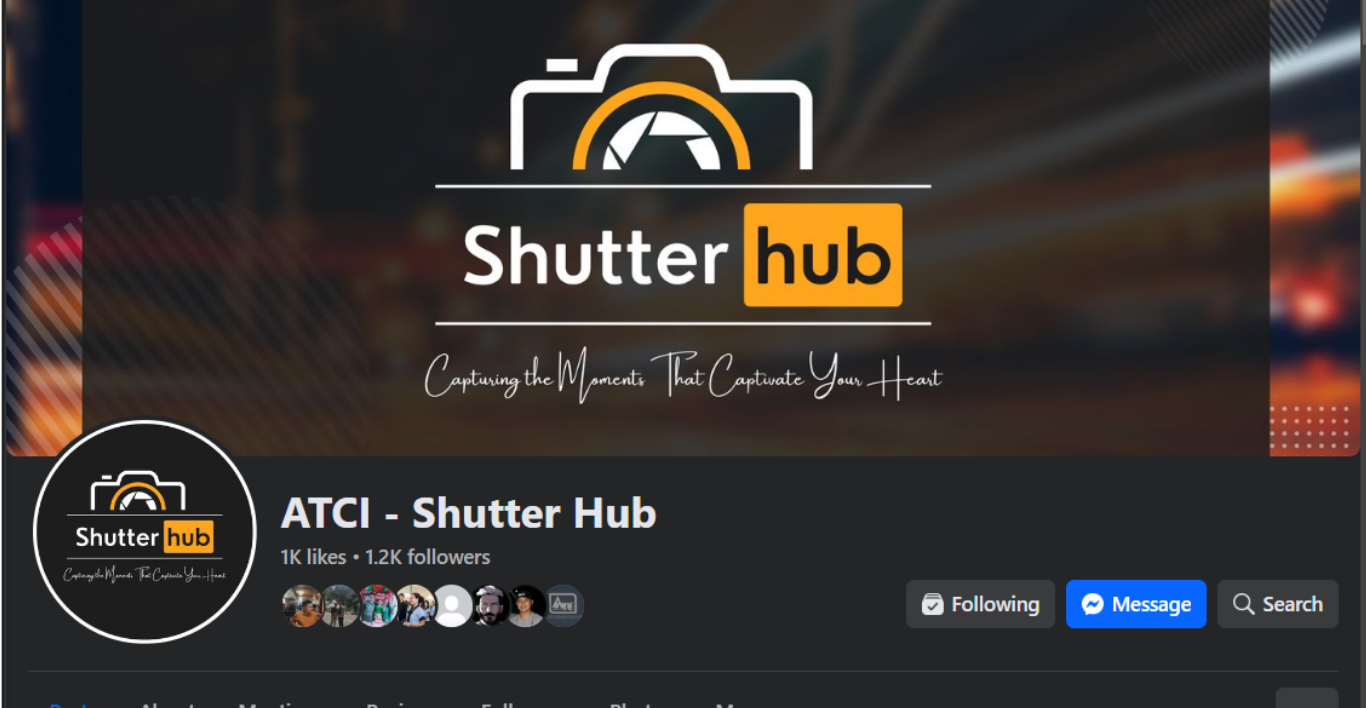 Shutter hub
Capturing the Moments That Captivate Your Heart
Shutter hub
Capturing the Moments That Captivate Your Heart
ATCI - Shutter Hub
1K likes • 1.2K followers
Following
Message
Search